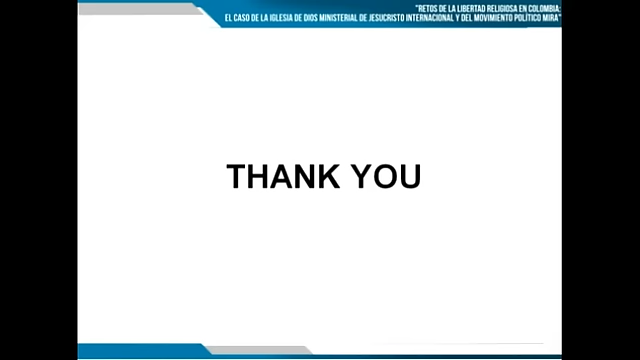 "RETOS DE LA LIBERTAD RELIGIOSA EN COLOMBIA:
EL CASO DE LA IGLESIA DE DIOS MINISTERIAL DE JESUCRISTO INTERNACIONAL Y DEL MOVIMIENTO POLÍTICO MIRA"
THANK YOU